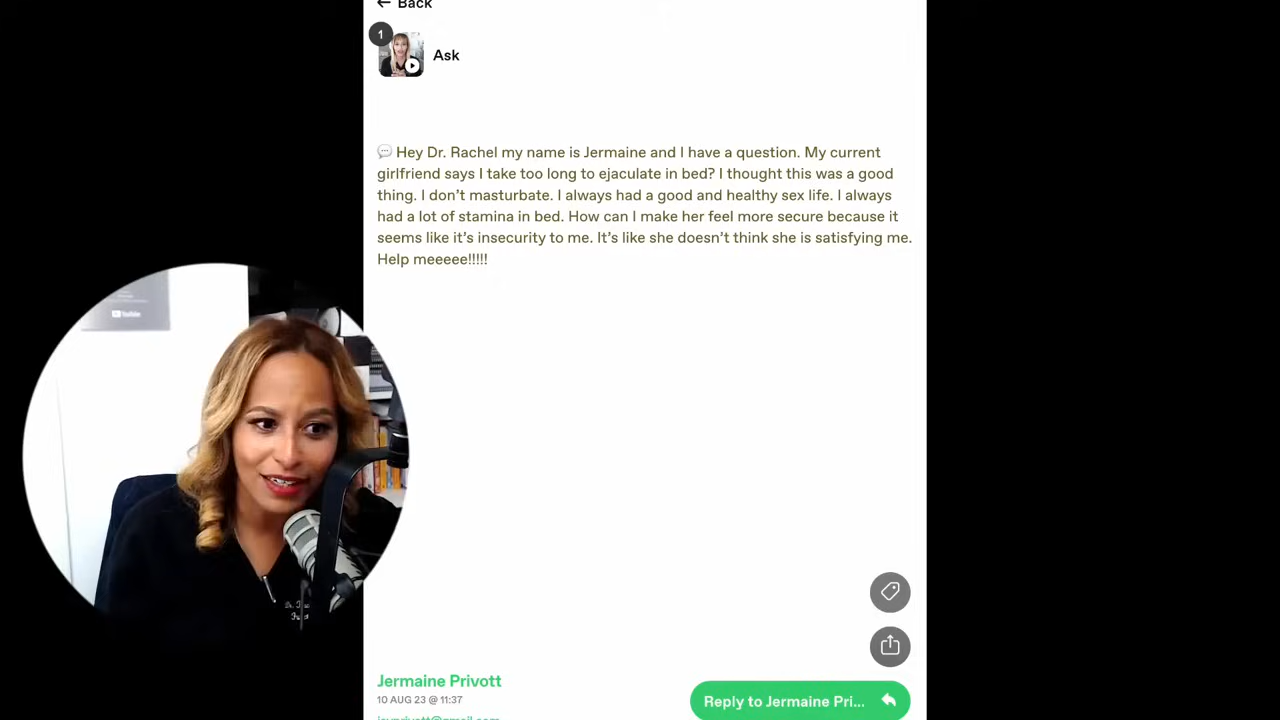 Back
1
Ask
Hey Dr. Rachel my name is Jermaine and I have a question. My current
girlfriend says I take too long to ejaculate in bed? I thought this was a good
thing. I don’t masturbate. I always had a good and healthy sex life. I always
had a lot of stamina in bed. How can I make her feel more secure because it
seems like it’s insecurity to me. It’s like she doesn’t think she is satisfying me.
Help meeeee!!!!!
YouTube
Jermaine Privott
10 AUG 23 @ 11:37
Reply to Jermaine Pri...